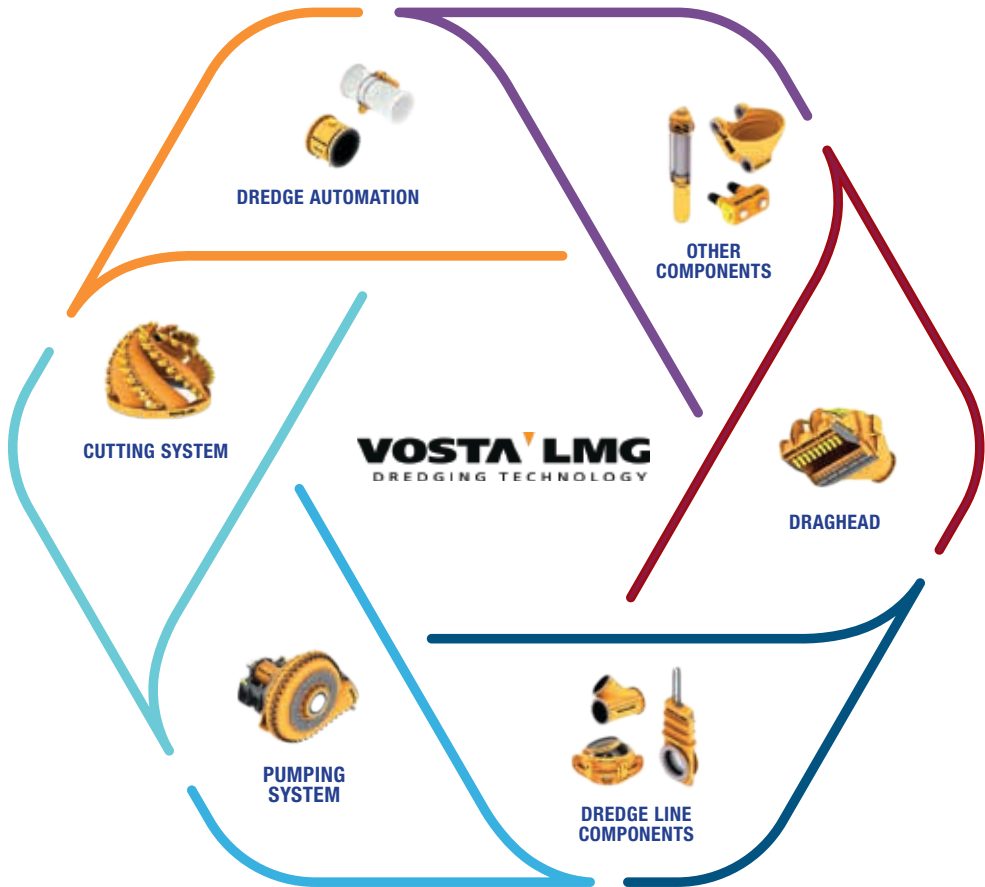 DREDGE AUTOMATION
OTHER
COMPONENTS
CUTTING SYSTEM
VOSTA LMG
DREDGING TECHNOLOGY
DRAGHEAD
PUMPING
SYSTEM
DREDGE LINE
COMPONENTS